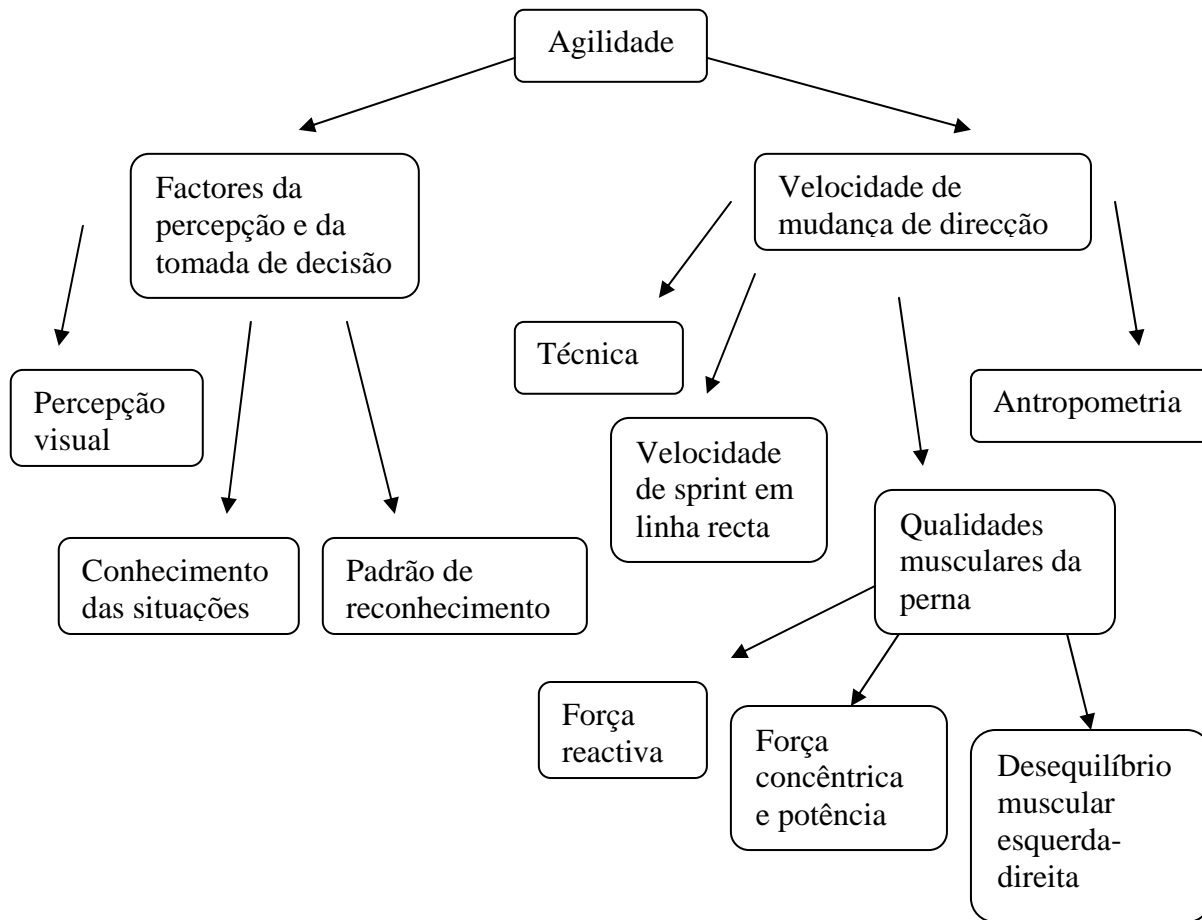 Agilidade
Factores da
percepção e da
tomada de decisão
Velocidade de
mudança de direcção
Percepção
visual
Conhecimento
das situações
Padrão de
reconhecimento
Técnica
Velocidade
de sprint em
linha recta
Qualidades
musculares da
perna
Antropometria
Força
reactiva
Força
concêntrica
e potência
Desequilíbrio
muscular
esquerda-
direita